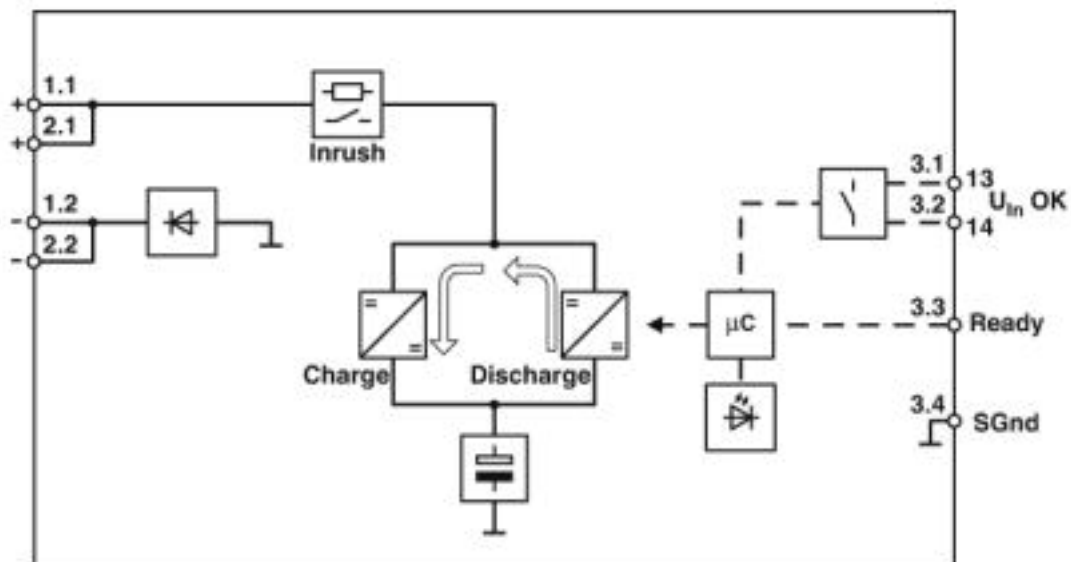 + 1.1
+ 2.1
Inrush
- 1.2
- 2.2
3.1 13
3.2 U_In OK
14
= =
= =
Charge
Discharge
µC
3.3 Ready
3.4 SGnd